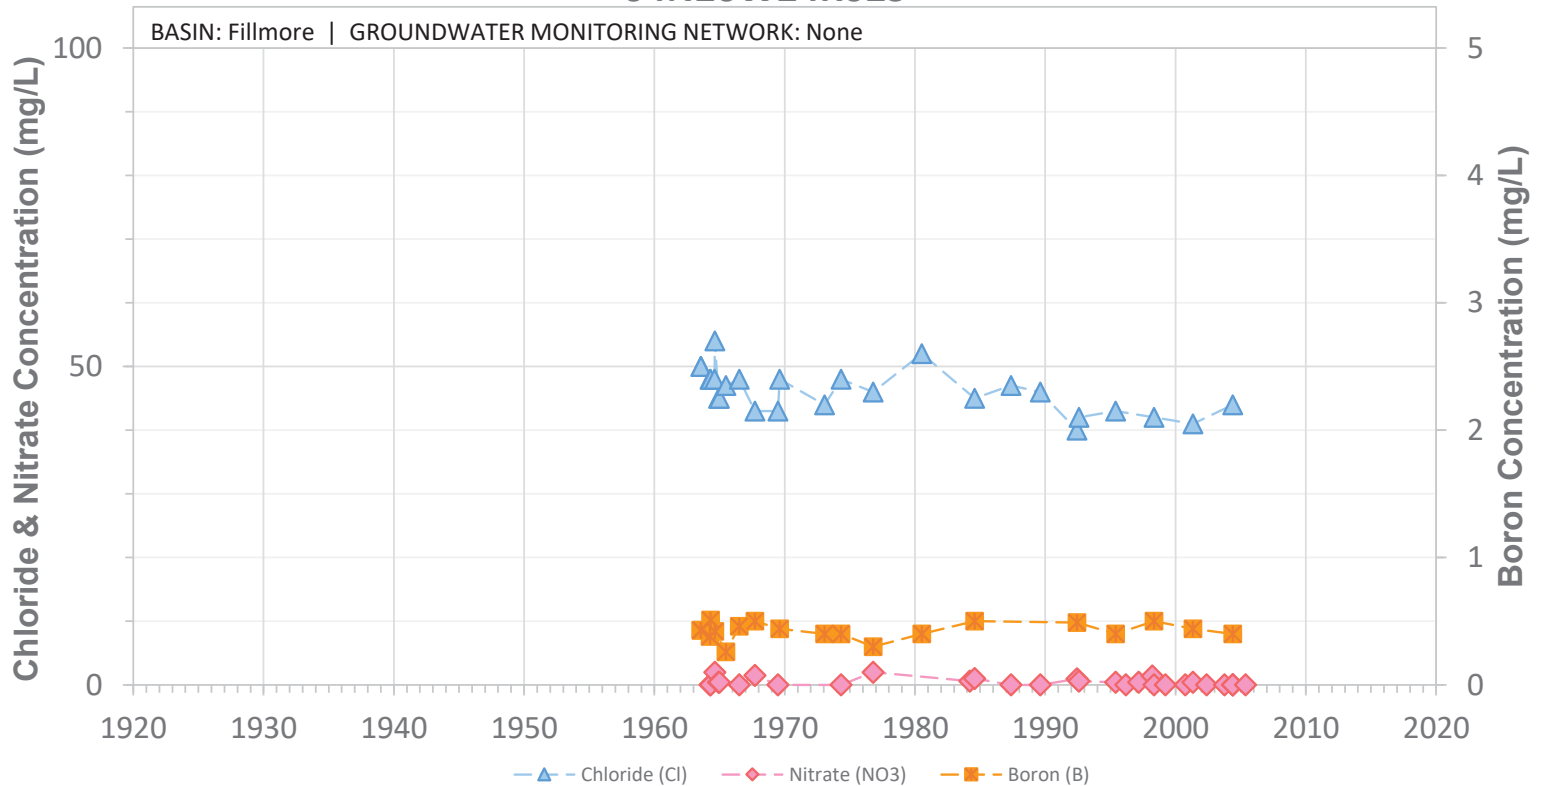 BASIN: Fillmore | GROUNDWATER MONITORING NETWORK: None
Chloride & Nitrate Concentration (mg/L)
100
50
0
5
4
3
2
1
0
Boron Concentration (mg/L)
1920 1930 1940 1950 1960 1970 1980 1990 2000 2010 2020
Chloride (Cl) Nitrate (NO3) Boron (B)